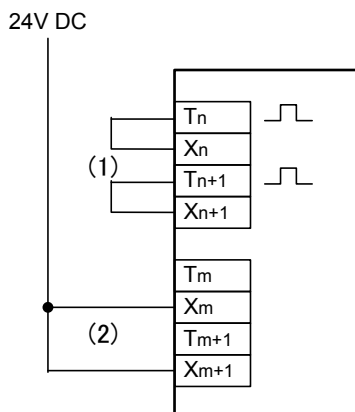 24V DC
Tn
Xn
(1)
Tn+1
Xn+1
Tm
Xm
(2)
Tm+1
Xm+1